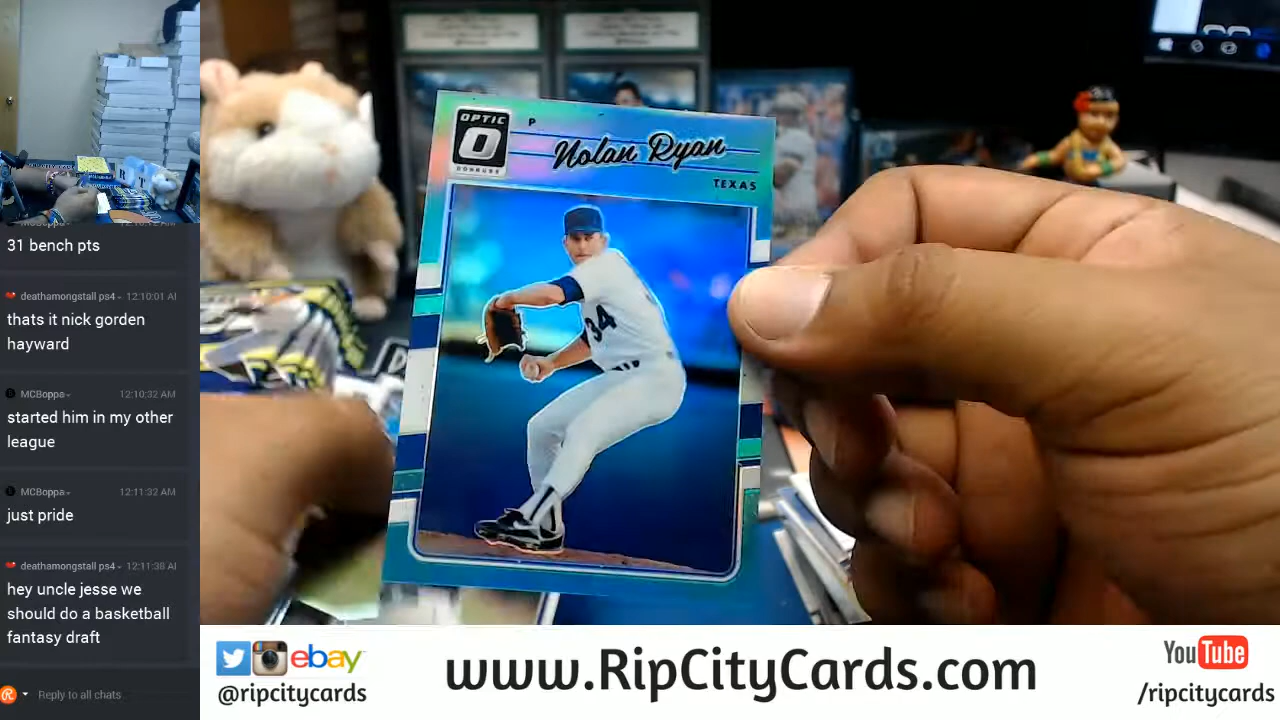 31 bench pts
deathamongstall ps4 - 12:10:01 AI
thats it nick gorden
hayward
MCBoppa - 12:10:32 AM
started him in my other
league
MCBoppa - 12:11:32 AM
just pride
deathamongstall ps4 - 12:11:38 AI
hey uncle jesse we
should do a basketball
fantasy draft
Reply to all chats...
OPTIC
O
DONRUSS
P
Nolan Ryan
TEXAS
34
ebay
@ripcitycards
www.RipCityCards.com
YouTube
/ripcitycards